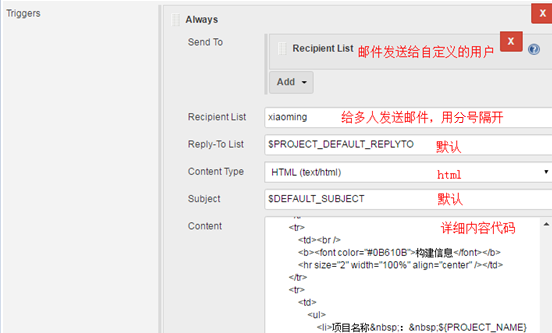 Triggers
Always
X
Send To
Recipient List
X
邮件发送给自定义的用户
Add
Recipient List
xiaoming
给多人发送邮件，用分号隔开
Reply-To List
$PROJECT_DEFAULT_REPLYTO
默认
Content Type
HTML (text/html)
html
Subject
$DEFAULT_SUBJECT
默认
Content
详细内容代码
<tr>
<td><br />
<b><font color="#0B610B">构建信息</font></b>
<hr size="2" width="100%" align="center" /></td>
</tr>
<tr>
<td>
<ul>
<li>项目名称&nbsp;：&nbsp;${PROJECT_NAME}